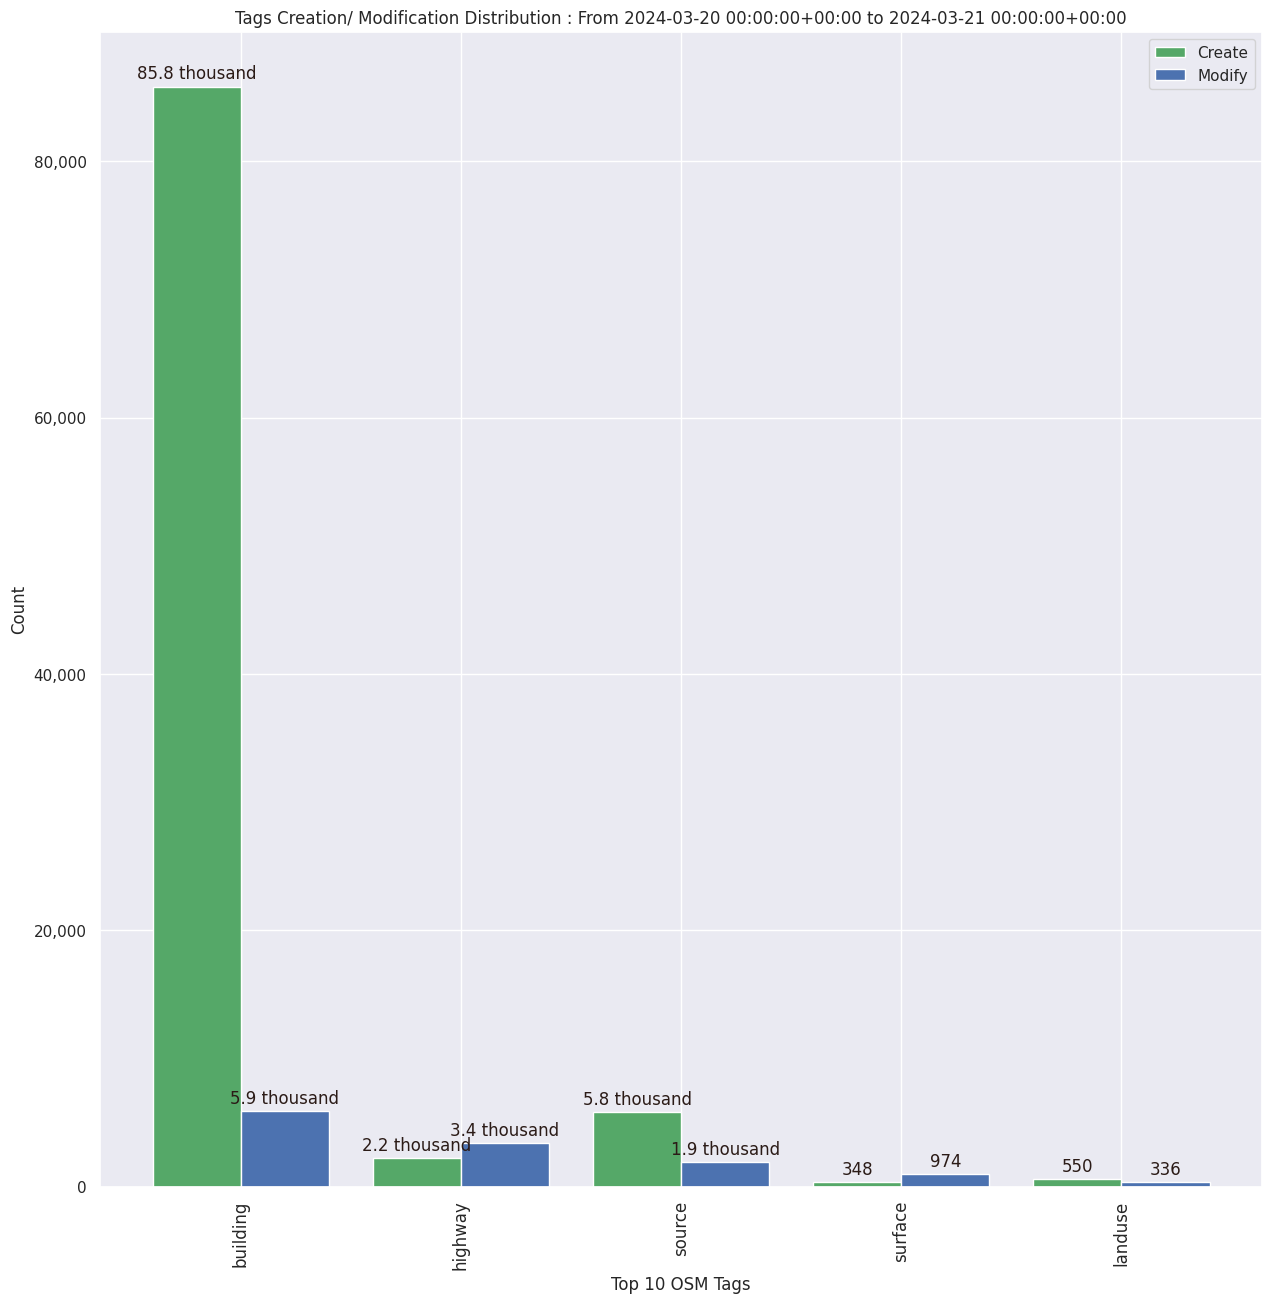 Tags Creation/ Modification Distribution : From 2024-03-20 00:00:00+00:00 to 2024-03-21 00:00:00+00:00
Create
Modify
85.8 thousand
80,000
60,000
40,000
20,000
0
Count
5.9 thousand
2.2 thousand
3.4 thousand
5.8 thousand
1.9 thousand
348
974
550
336
building
highway
source
surface
landuse
Top 10 OSM Tags